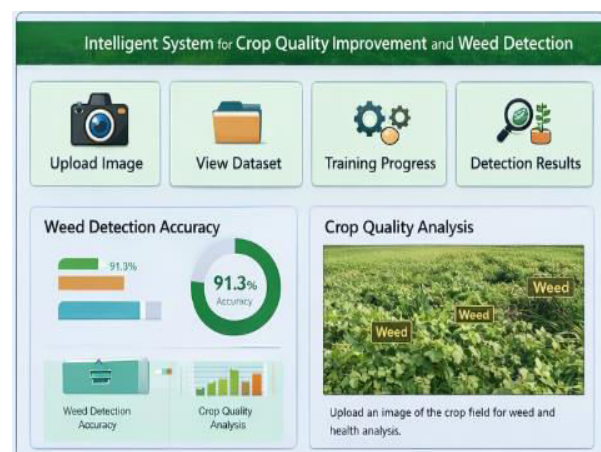 Intelligent System for Crop Quality Improvement and Weed Detection
Upload Image
View Dataset
Training Progress
Detection Results
Weed Detection Accuracy
91.3%
91.3%
Accuracy
Weed Detection
Accuracy
Crop Quality
Analysis
Crop Quality Analysis
Weed
Weed
Weed
Upload an image of the crop field for weed and
health analysis.